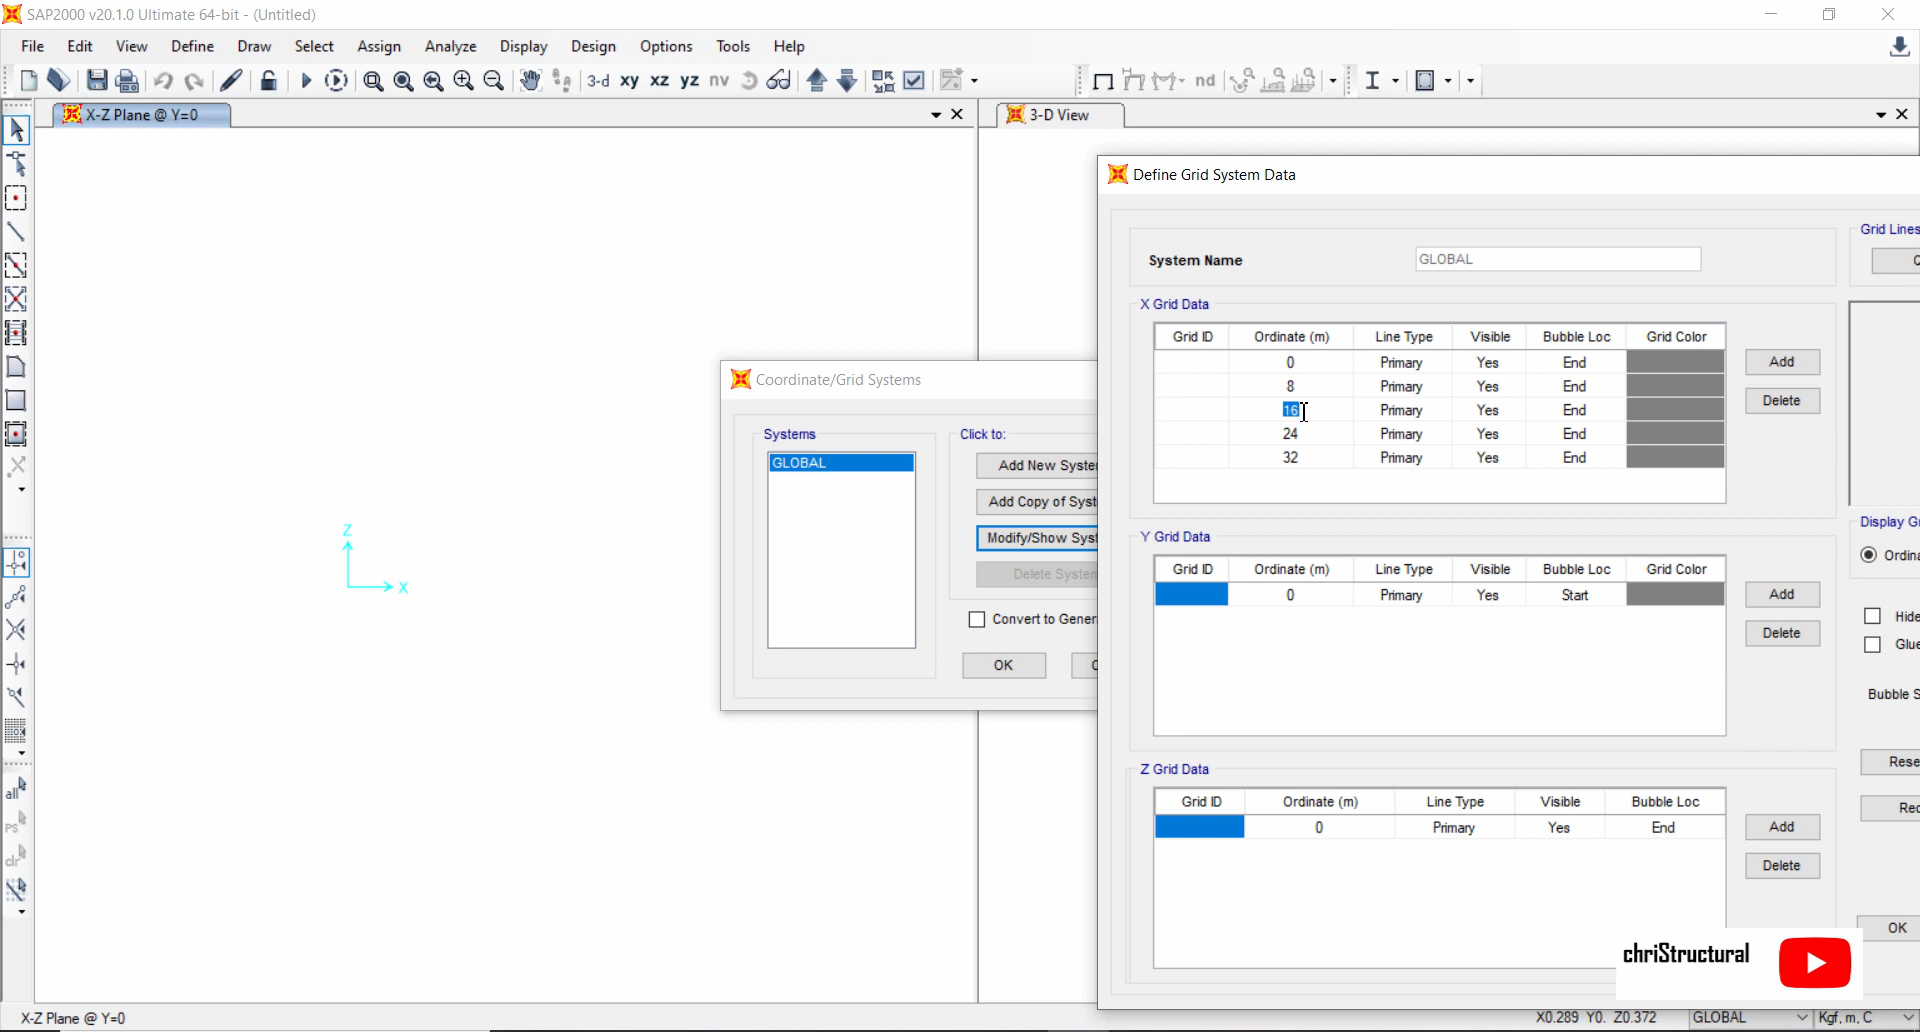 SAP2000 v20.1.0 Ultimate 64-bit - (Untitled)
File Edit View Define Draw Select Assign Analyze Display Design Options Tools Help
3-d xy xz yz nv nd
X-Z Plane @ Y=0
3-D View
Define Grid System Data
System Name GLOBAL
Grid Lines
X Grid Data
Grid ID Ordinate (m) Line Type Visible Bubble Loc Grid Color
0 Primary Yes End
8 Primary Yes End
16 Primary Yes End
24 Primary Yes End
32 Primary Yes End
Add
Delete
Coordinate/Grid Systems
Systems
GLOBAL
Click to:
Add New Syste
Add Copy of Syst
Modify/Show Syst
Delete System
Convert to Gener
OK
Z
X
Y Grid Data
Grid ID Ordinate (m) Line Type Visible Bubble Loc Grid Color
0 Primary Yes Start
Add
Delete
Display Gr
Ordina
Hide
Glue
Bubble S
Z Grid Data
Grid ID Ordinate (m) Line Type Visible Bubble Loc
0 Primary Yes End
Add
Delete
Rese
OK
all
PS
clr
chriStructural
X-Z Plane @ Y=0
X0.289 Y0. Z0.372
GLOBAL
Kgf, m, C